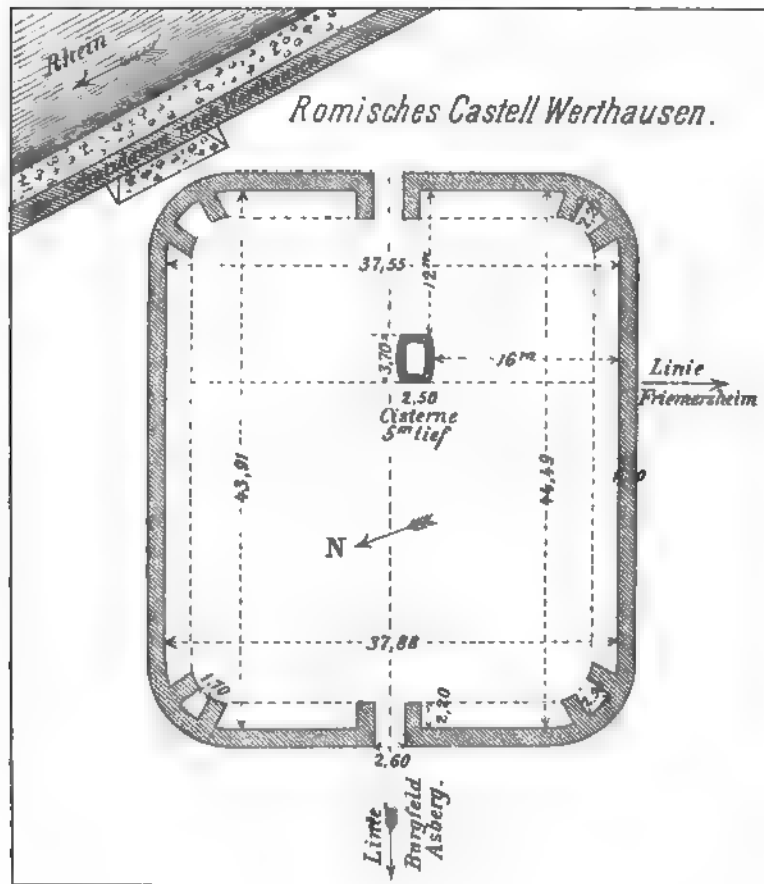 Rhein
Romisches Castell Werthausen.
37,55
12m
3,70
16m
Linie
Friemersheim
2,50
Cisterne
5m tief
43,91
44,49
N
37,88
1,70
2,20
2,60
Linie
Burgfeld
Asberg.